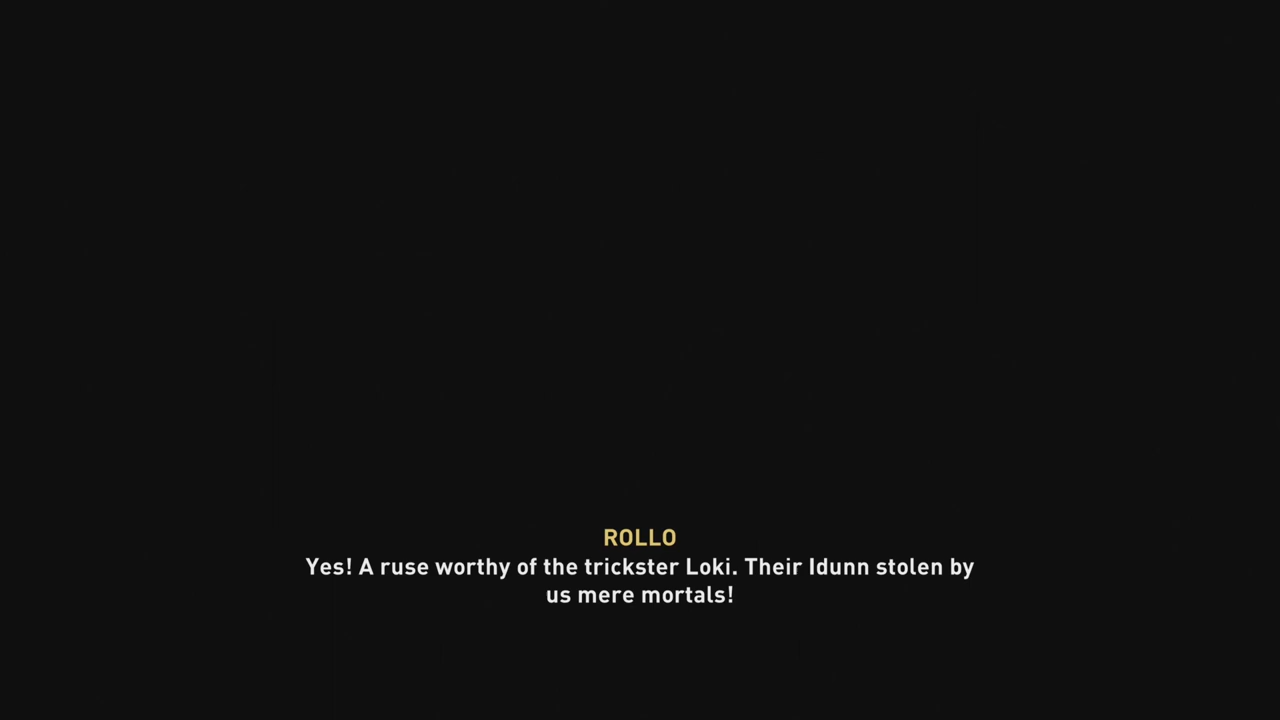 ROLLO
Yes! A ruse worthy of the trickster Loki. Their Idunn stolen by
us mere mortals!